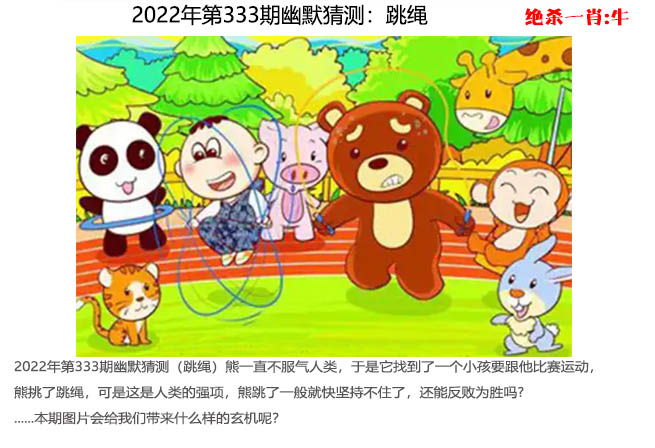 2022年第333期幽默猜测：跳绳
绝杀一肖:牛
2022年第333期幽默猜测（跳绳）熊一直不服气人类，于是它找到了一个小孩要跟他比赛运动，
熊挑了跳绳，可是这是人类的强项，熊跳了一般就快坚持不住了，还能反败为胜吗?
......本期图片会给我们带来什么样的玄机呢?